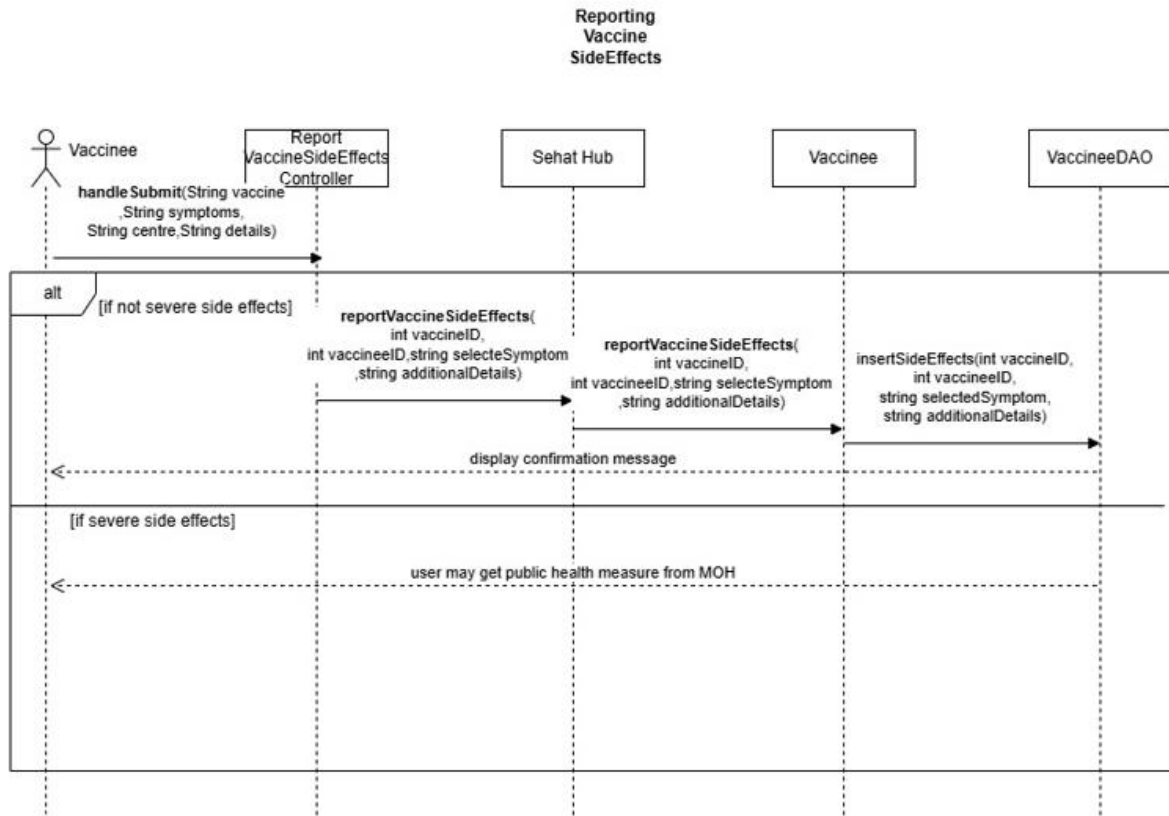 Reporting
Vaccine
SideEffects
Vaccinee
Report
VaccineSideEffects
Controller
Sehat Hub
Vaccinee
VaccineeDAO
handleSubmit(String vaccine
,String symptoms,
String centre,String details)
alt
[if not severe side effects]
reportVaccineSideEffects(
int vaccineID,
int vaccineeID,string selecteSymptom
,string additionalDetails)
reportVaccineSideEffects(
int vaccineID,
int vaccineeID,string selecteSymptom
,string additionalDetails)
insertSideEffects(int vaccineID,
int vaccineeID,
string selectedSymptom,
string additionalDetails)
display confirmation message
[if severe side effects]
user may get public health measure from MOH